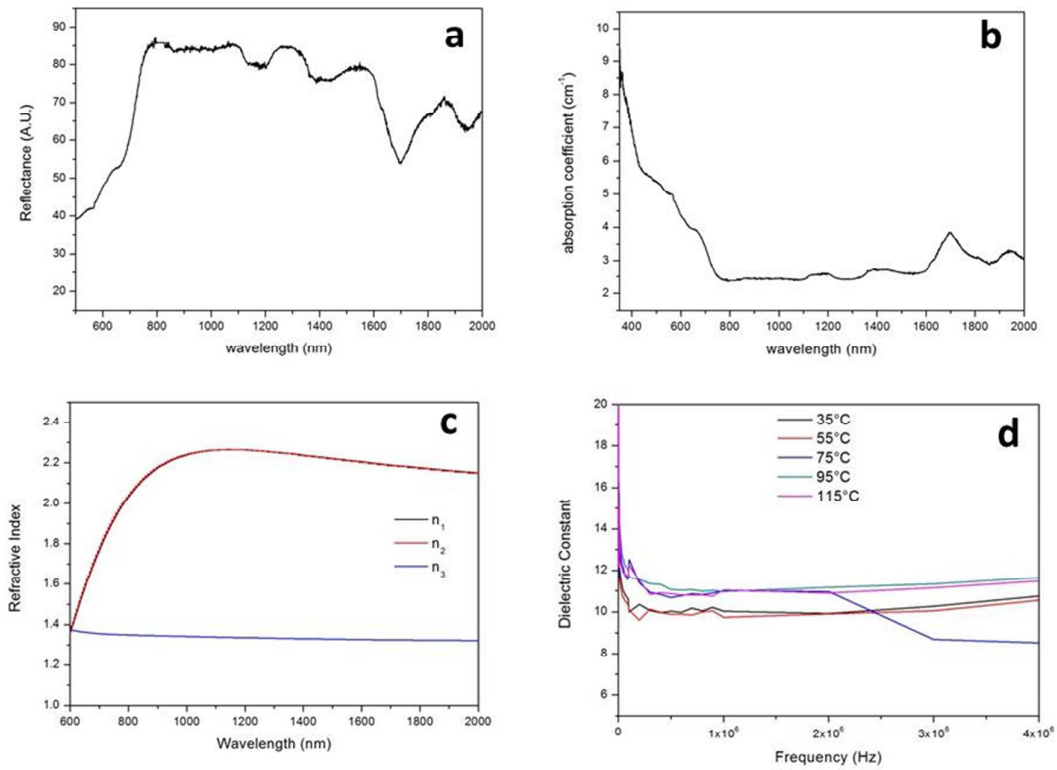 a
90
80
70
60
50
40
30
20
Reflectance (A.U.)
600 800 1000 1200 1400 1600 1800 2000
wavelength (nm)
b
10
9
8
7
6
5
4
3
2
absorption coefficient (cm⁻¹)
400 600 800 1000 1200 1400 1600 1800 2000
wavelength (nm)
c
2.4
2.2
2.0
1.8
1.6
1.4
1.2
1.0
Refractive Index
n₁
n₂
n₃
600 800 1000 1200 1400 1600 1800 2000
Wavelength (nm)
d
20
18
16
14
12
10
8
6
Dielectric Constant
35°C
55°C
75°C
95°C
115°C
0 1x10⁶ 2x10⁶ 3x10⁶ 4x10⁶
Frequency (Hz)